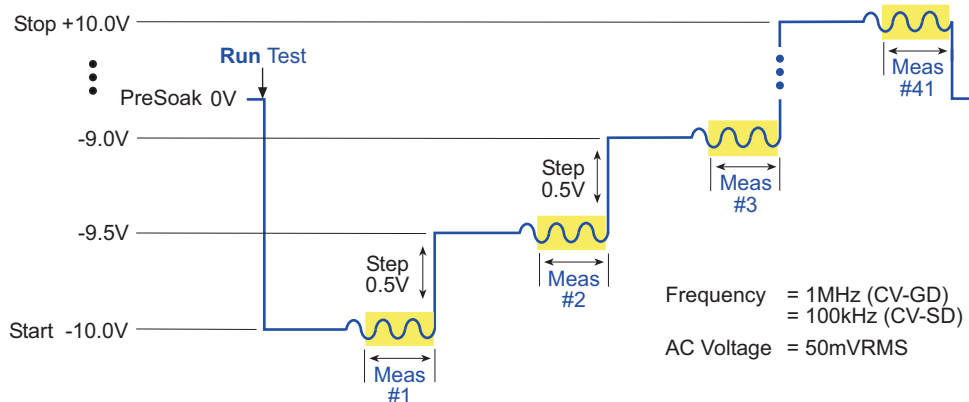 Stop +10.0V
Run Test
PreSoak 0V
-9.0V
-9.5V
Start -10.0V
Step
0.5V
Step
0.5V
Meas
#1
Meas
#2
Meas
#3
Meas
#41
Frequency = 1MHz (CV-GD)
= 100kHz (CV-SD)
AC Voltage = 50mVRMS